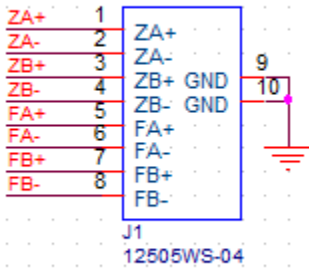 ZA+ 1 ZA+
ZA- 2 ZA-
ZB+ 3 ZB+ GND 9
ZB- 4 ZB- GND 10
FA+ 5 FA+
FA- 6 FA-
FB+ 7 FB+
FB- 8 FB-
J1
12505WS-04